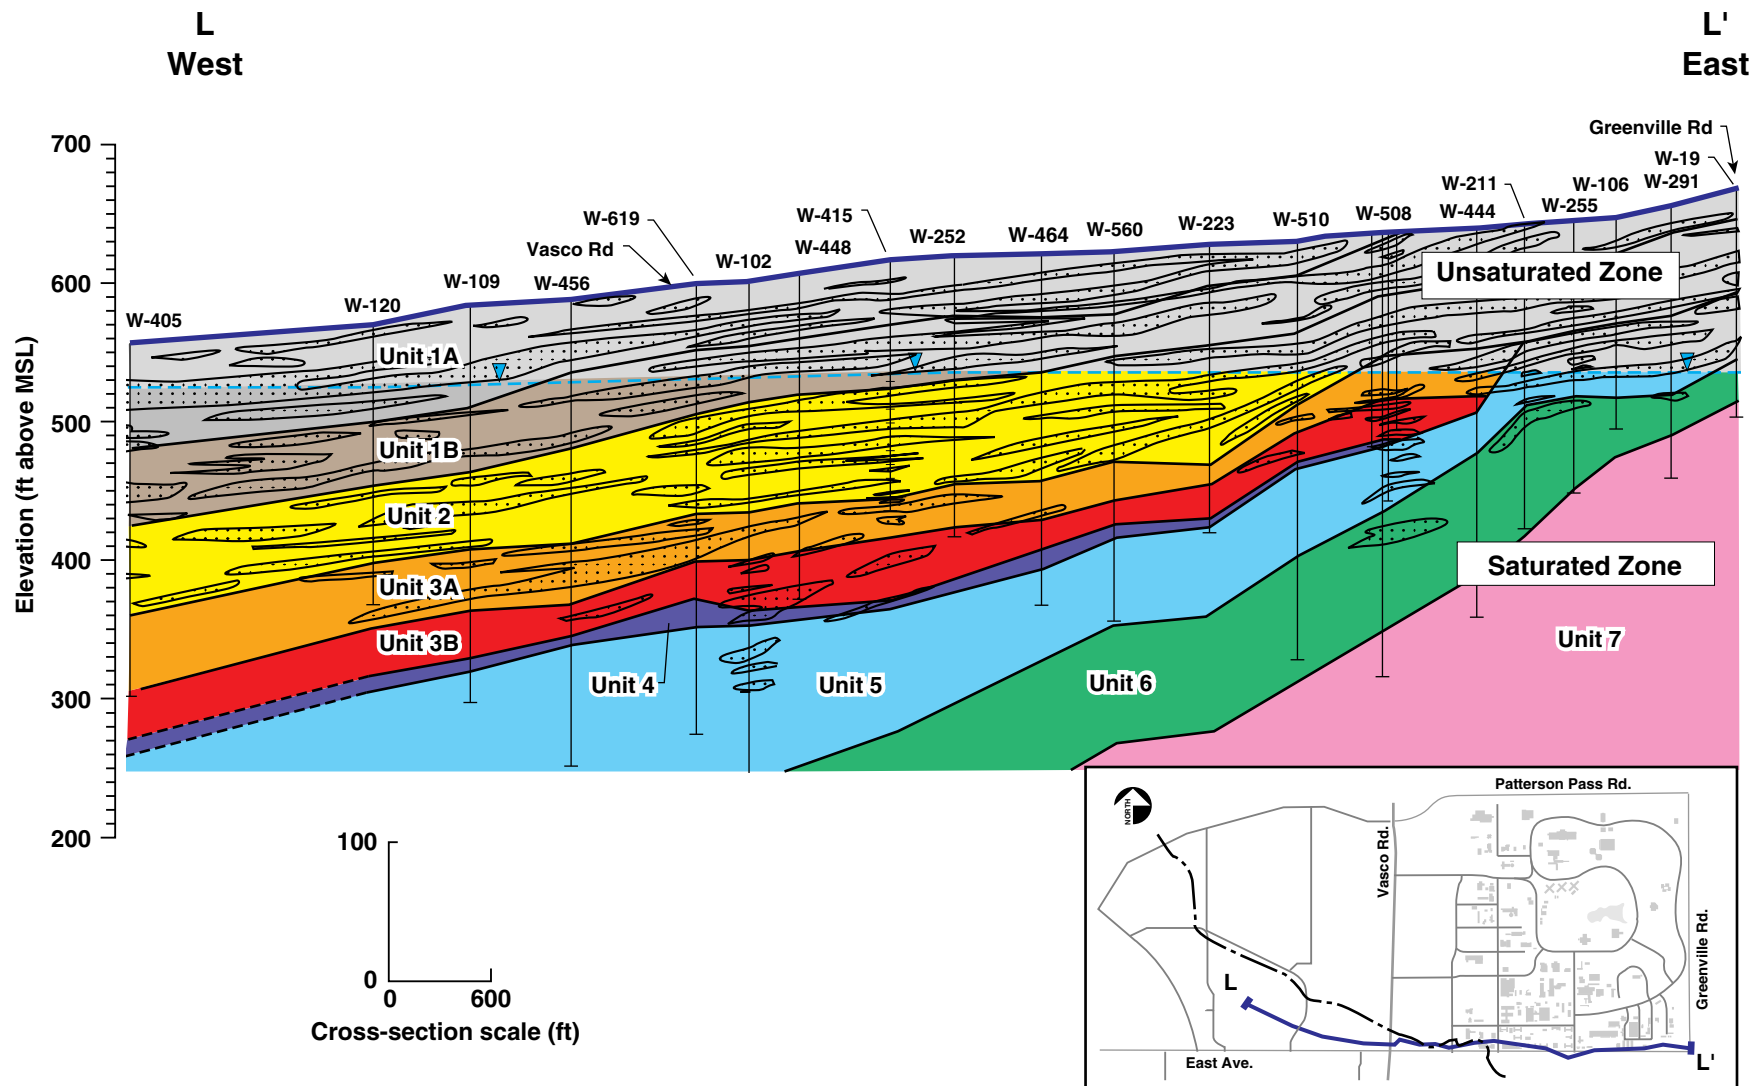 L
West
L'
East
Greenville Rd
W-19
W-291
W-106
W-255
W-211
W-444
W-508
W-510
W-223
W-560
W-464
W-252
W-415
W-448
W-102
W-619
Vasco Rd
W-456
W-109
W-120
W-405
700
600
500
400
300
200
Elevation (ft above MSL)
Unsaturated Zone
Unit 1A
Unit 1B
Unit 2
Unit 3A
Unit 3B
Unit 4
Unit 5
Unit 6
Unit 7
Saturated Zone
100
0
0 600
Cross-section scale (ft)
NORTH
Patterson Pass Rd.
Vasco Rd.
Greenville Rd.
L
East Ave.
L'